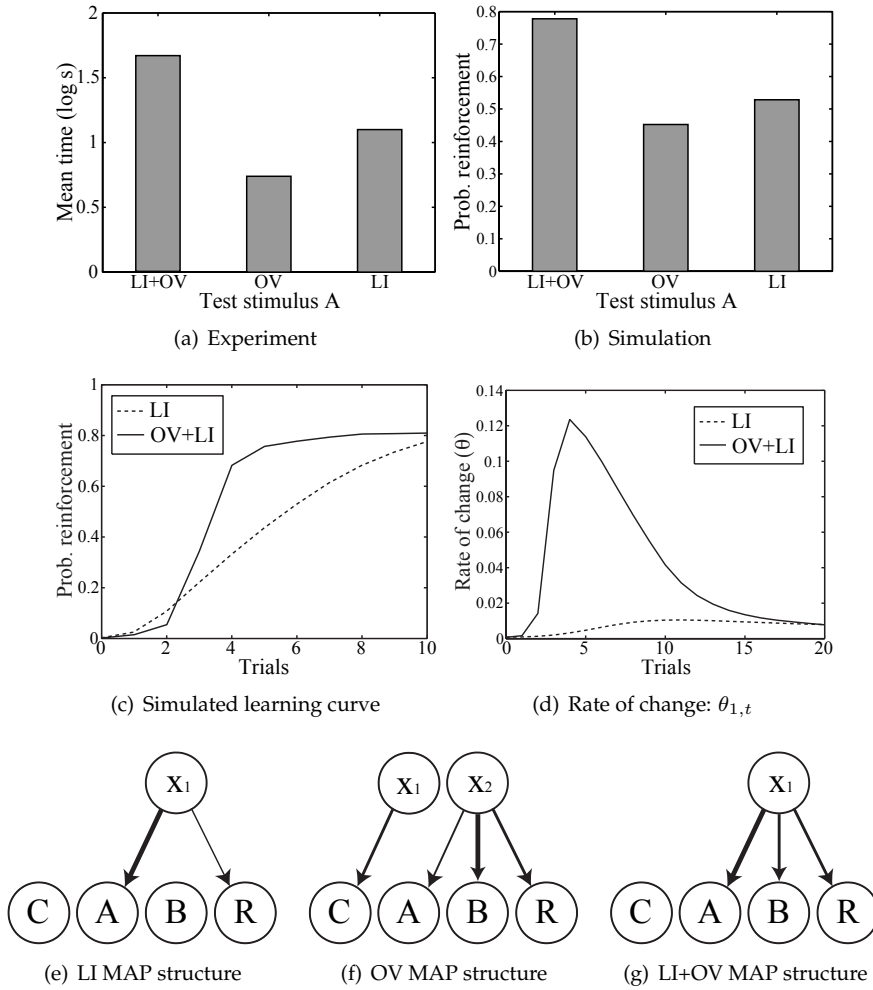 2
1.5
1
0.5
0
Mean time (log s)
LI+OV OV LI
Test stimulus A
(a) Experiment
0.8
0.7
0.6
0.5
0.4
0.3
0.2
0.1
0
Prob. reinforcement
LI+OV OV LI
Test stimulus A
(b) Simulation
1
0.8
0.6
0.4
0.2
0
Prob. reinforcement
LI
OV+LI
0 2 4 6 8 10
Trials
(c) Simulated learning curve
0.14
0.12
0.1
0.08
0.06
0.04
0.02
0
Rate of change (θ)
LI
OV+LI
0 5 10 15 20
Trials
(d) Rate of change: θ1,t
x1
C A B R
(e) LI MAP structure
x1 x2
C A B R
(f) OV MAP structure
x1
C A B R
(g) LI+OV MAP structure